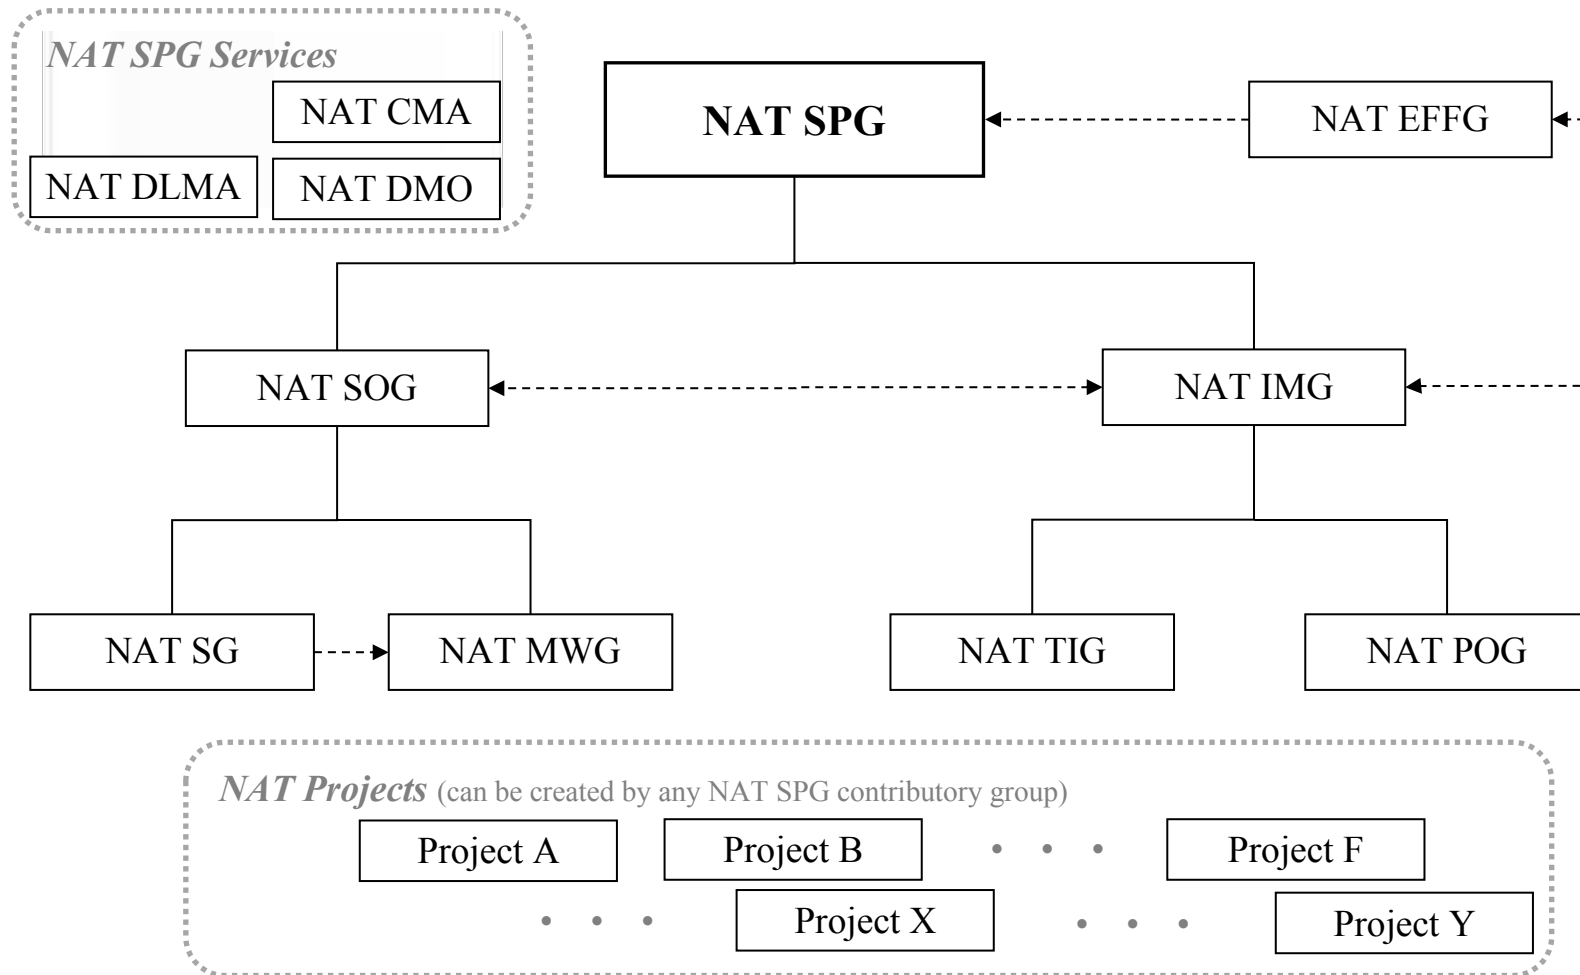 NAT SPG Services
NAT CMA
NAT DLMA
NAT DMO
NAT SPG
NAT EFFG
NAT SOG
NAT IMG
NAT SG
NAT MWG
NAT TIG
NAT POG
NAT Projects (can be created by any NAT SPG contributory group)
Project A
Project B
. . .
Project F
. . .
Project X
. . .
Project Y